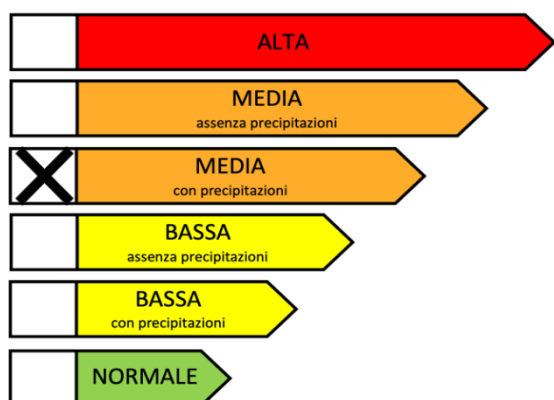 ALTA
MEDIA
assenza precipitazioni
MEDIA
con precipitazioni
BASSA
assenza precipitazioni
BASSA
con precipitazioni
NORMALE